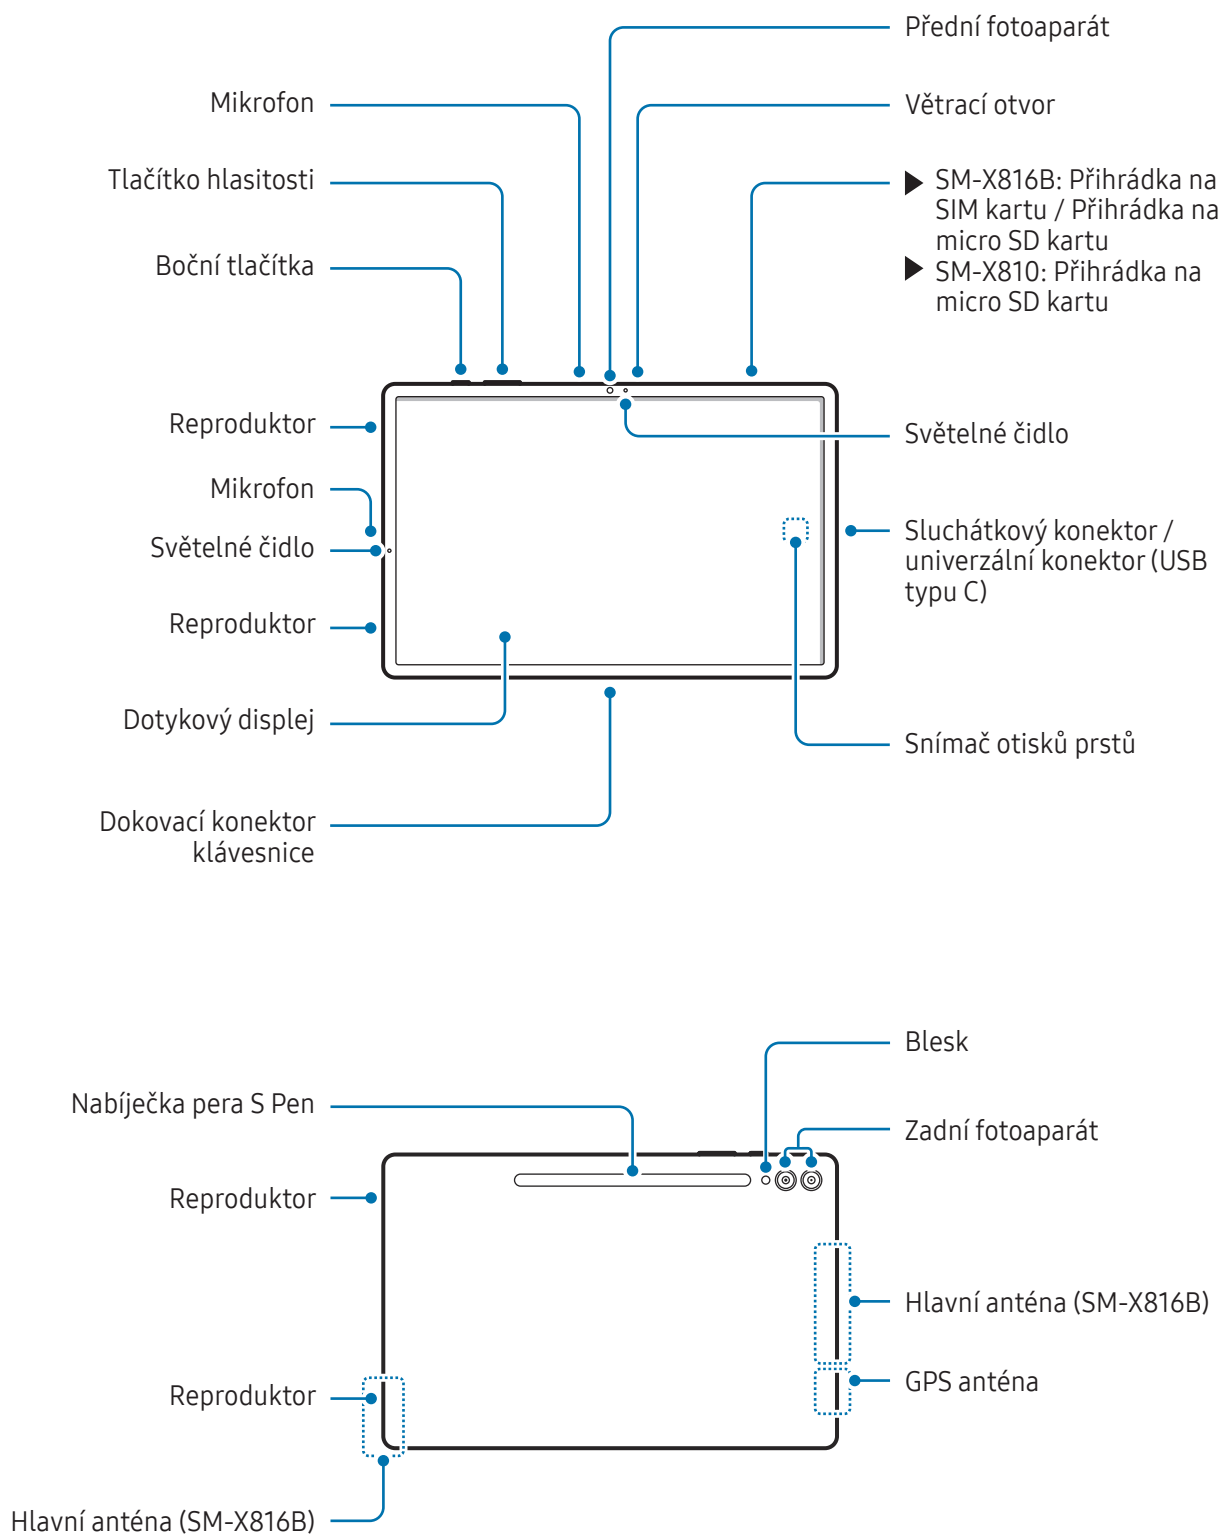 Přední fotoaparát
Mikrofon
Větrací otvor
Tlačítko hlasitosti
▶ SM-X816B: Přihrádka na
SIM kartu / Přihrádka na
micro SD kartu
Boční tlačítka
▶ SM-X810: Přihrádka na
micro SD kartu
Reproduktor
Světelné čidlo
Mikrofon
Světelné čidlo
Sluchátkový konektor /
univerzální konektor (USB
typu C)
Reproduktor
Dotykový displej
Snímač otisků prstů
Dokovací konektor
klávesnice
Blesk
Nabíječka pera S Pen
Zadní fotoaparát
Reproduktor
Hlavní anténa (SM-X816B)
Reproduktor
GPS anténa
Hlavní anténa (SM-X816B)